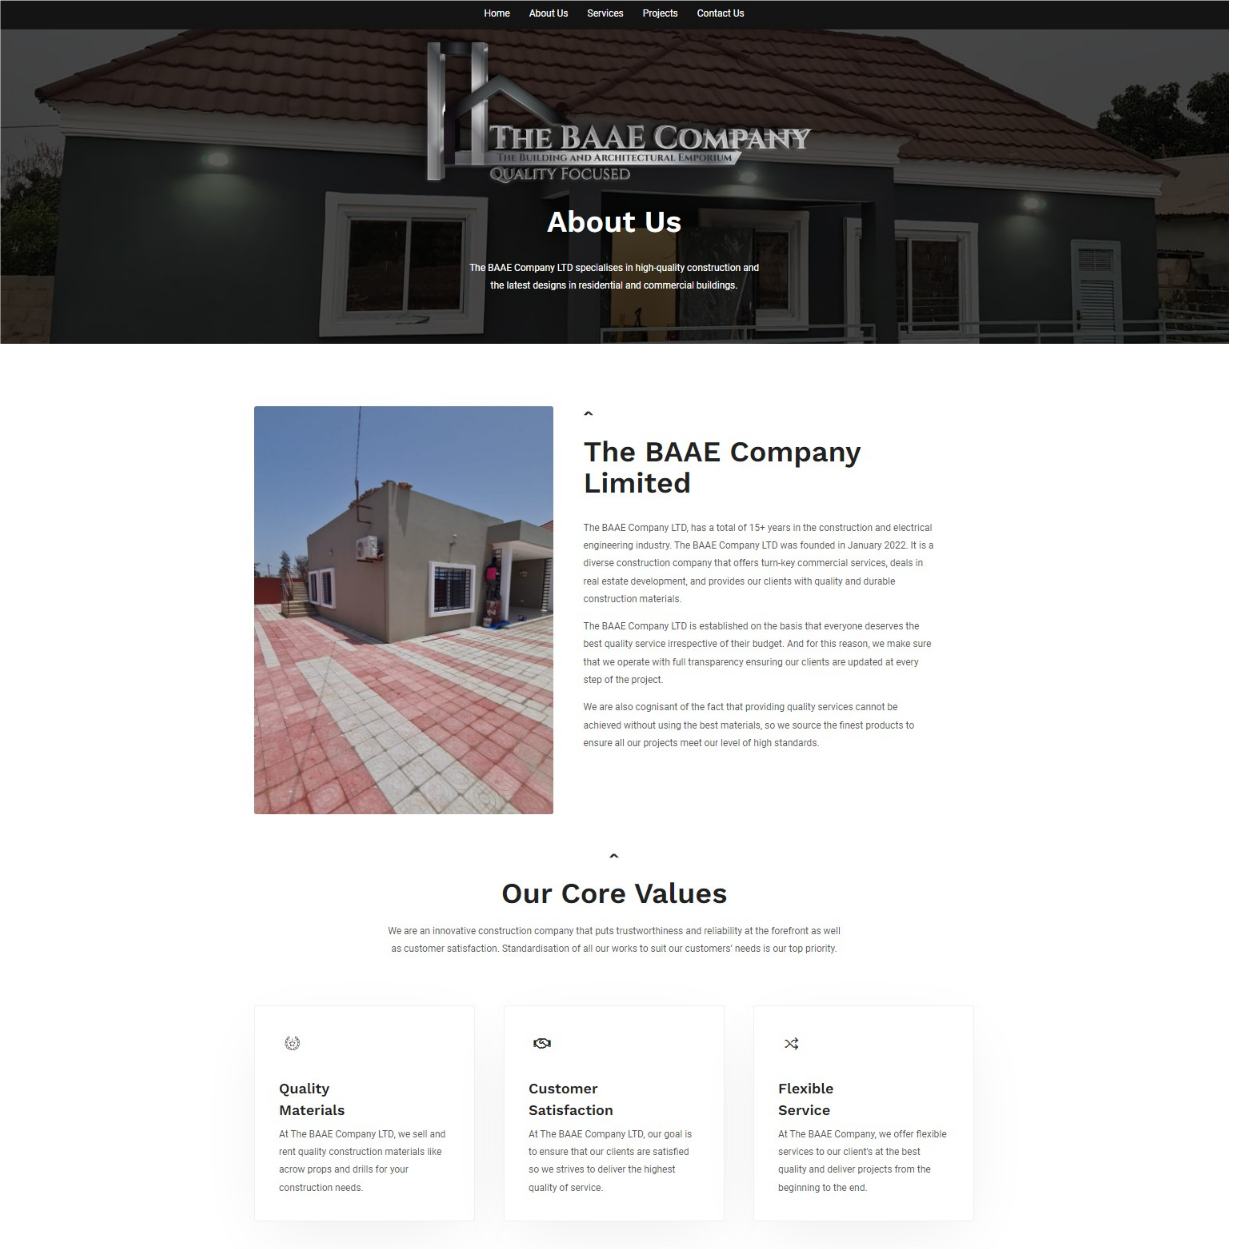 Home About Us Services Projects Contact Us
THE BAAE COMPANY
THE BUILDING AND ARCHITECTURAL EMPORIUM
QUALITY FOCUSED
About Us
The BAAE Company LTD specialises in high-quality construction and
the latest designs in residential and commercial buildings.
The BAAE Company
Limited
The BAAE Company LTD, has a total of 15+ years in the construction and electrical
engineering industry. The BAAE Company LTD was founded in January 2022. It is a
diverse construction company that offers turn-key commercial services, deals in
real estate development, and provides our clients with quality and durable
construction materials.
The BAAE Company LTD is established on the basis that everyone deserves the
best quality service irrespective of their budget. And for this reason, we make sure
that we operate with full transparency ensuring our clients are updated at every
step of the project.
We are also cognisant of the fact that providing quality services cannot be
achieved without using the best materials, so we source the finest products to
ensure all our projects meet our level of high standards.
Our Core Values
We are an innovative construction company that puts trustworthiness and reliability at the forefront as well
as customer satisfaction. Standardisation of all our works to suit our customers' needs is our top priority.
Quality
Materials
At The BAAE Company LTD, we sell and
rent quality construction materials like
acrow props and drills for your
construction needs.
Customer
Satisfaction
At The BAAE Company LTD, our goal is
to ensure that our clients are satisfied
so we strives to deliver the highest
quality of service.
Flexible
Service
At The BAAE Company, we offer flexible
services to our client's at the best
quality and deliver projects from the
beginning to the end.